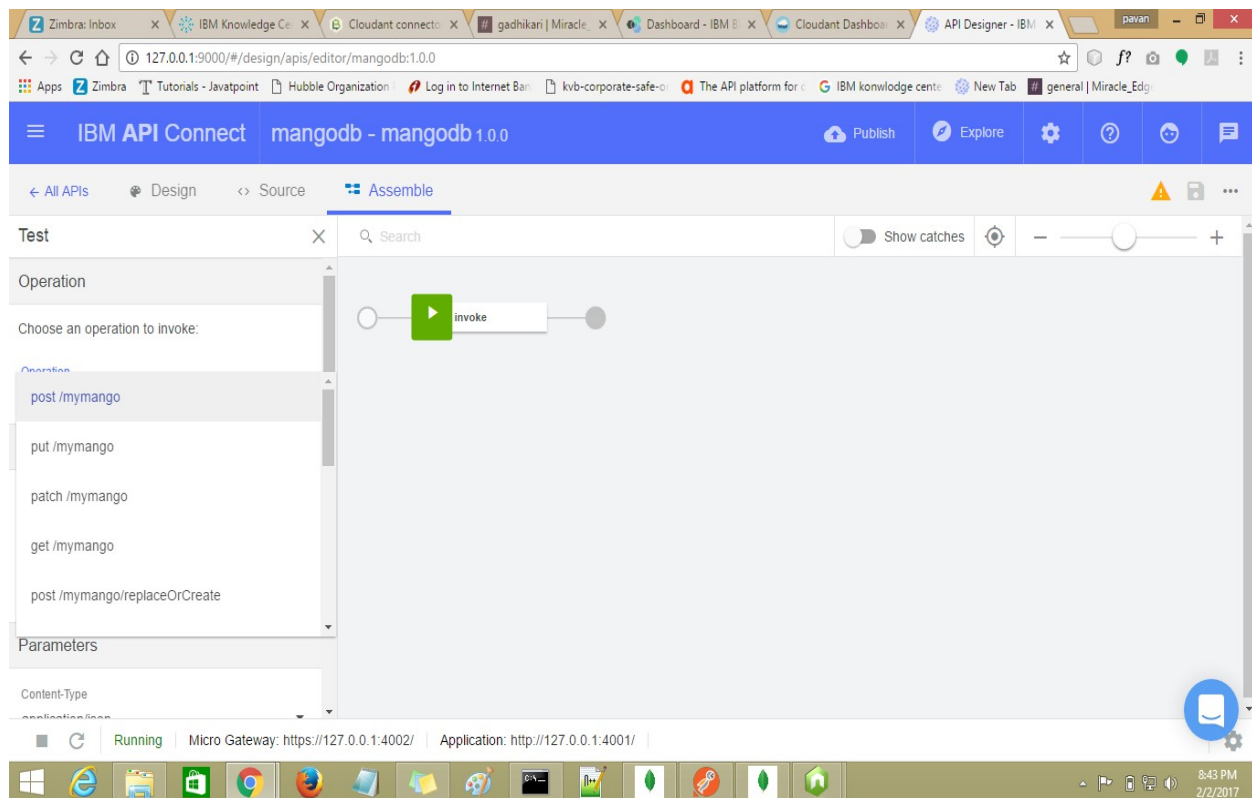 Zimbra: Inbox
IBM Knowledge Ce
Cloudant connecto
gadhikari | Miracle_
Dashboard - IBM B
Cloudant Dashboar
API Designer - IBM
pavan
127.0.0.1:9000/#/design/apis/editor/mangodb:1.0.0
f?
Apps
Zimbra
Tutorials - Javatpoint
Hubble Organization
Log in to Internet Ban
kvb-corporate-safe-o
The API platform for c
IBM konwlodge cente
New Tab
general | Miracle_Edg
IBM API Connect
mangodb - mangodb 1.0.0
Publish
Explore
← All APIs
Design
<> Source
Assemble
Test
Search
Show catches
Operation
Choose an operation to invoke:
invoke
Operation
post /mymango
put /mymango
patch /mymango
get /mymango
post /mymango/replaceOrCreate
Parameters
Content-Type
application/json
Running
Micro Gateway: https://127.0.0.1:4002/
Application: http://127.0.0.1:4001/
8:43 PM
2/2/2017